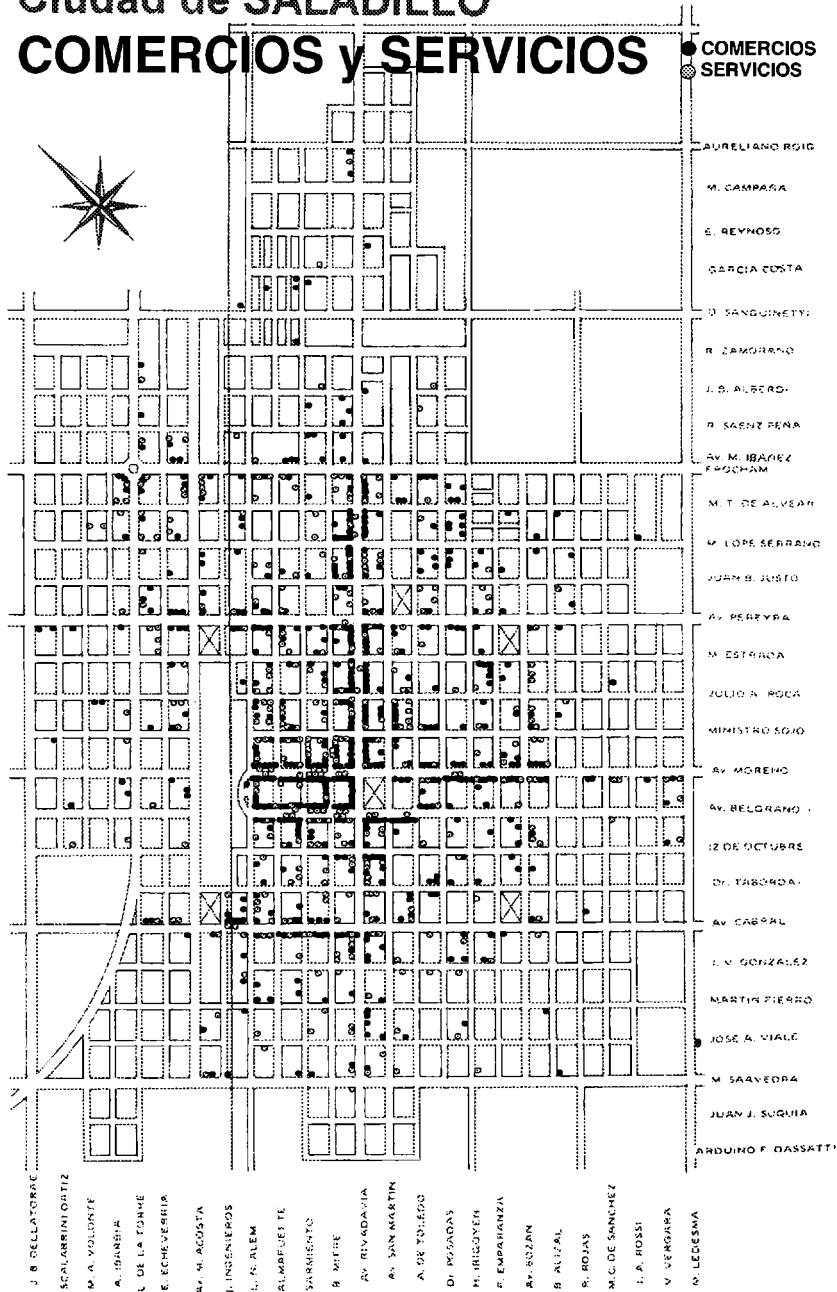 Ciudad de SALADILLO
COMERCIOS y SERVICIOS
COMERCIOS
SERVICIOS
AURELIANO ROIG
M. CAMPAÑA
E. REYNOSO
GARCIA COSTA
D. SANGUINETTI
R. ZAMORANO
J. B. ALBERDI
R. SAENZ PEÑA
AV. M. IBAÑEZ
FROCHAM
M. T. DE ALVEAR
M. LOPE SERRANO
JUAN B. JUSTO
AV. PEREYRA
M. ESTRADA
JULIO A. ROCA
MINISTRO SOJO
AV. MORENO
AV. BELGRANO
12 DE OCTUBRE
Dr. TABORDA
AV. CABRAL
J. V. GONZALEZ
MARTIN FIERRO
JOSE A. VIALE
M. SAAVEDRA
JUAN J. SUQUIA
ARDUINO F. DASSATTI
J. B. DELLATORRE
SCALABRINI ORTIZ
M. A. VOLONTE
A. IBARBIA
L. DE LA TORRE
E. ECHEVERRIA
AV. H. ACOSTA
J. INGENIEROS
L. N. ALEM
ALMAFUERTE
SARMIENTO
B. MITRE
AV. RIVADAVIA
AV. SAN MARTIN
A. DE TOLEDO
Dr. POSADAS
H. IRIGOYEN
F. EMPARANZA
AV. BOZAN
R. ROJAS
M. C. DE SANCHEZ
I. A. ROSSI
V. VERGARA
M. LEDESMA